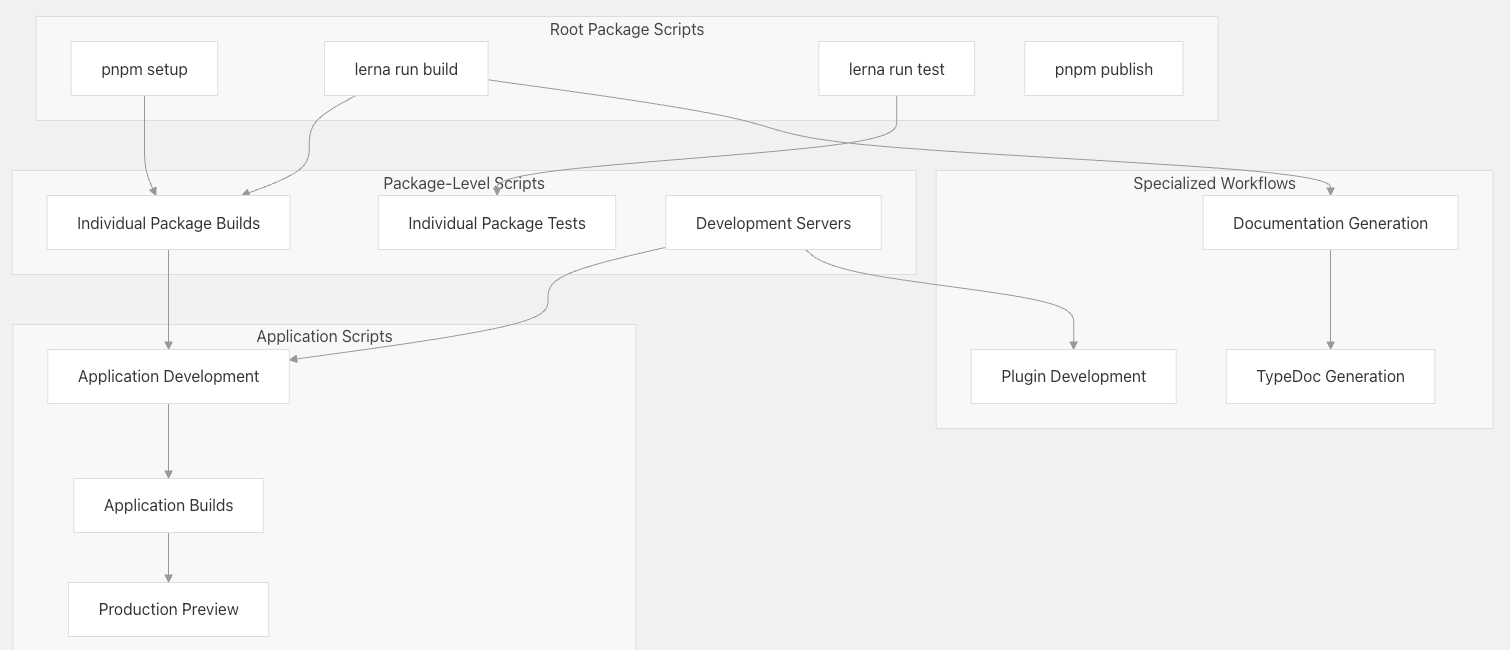 Root Package Scripts
pnpm setup
lerna run build
lerna run test
pnpm publish
Package-Level Scripts
Individual Package Builds
Individual Package Tests
Development Servers
Specialized Workflows
Documentation Generation
Plugin Development
TypeDoc Generation
Application Scripts
Application Development
Application Builds
Production Preview